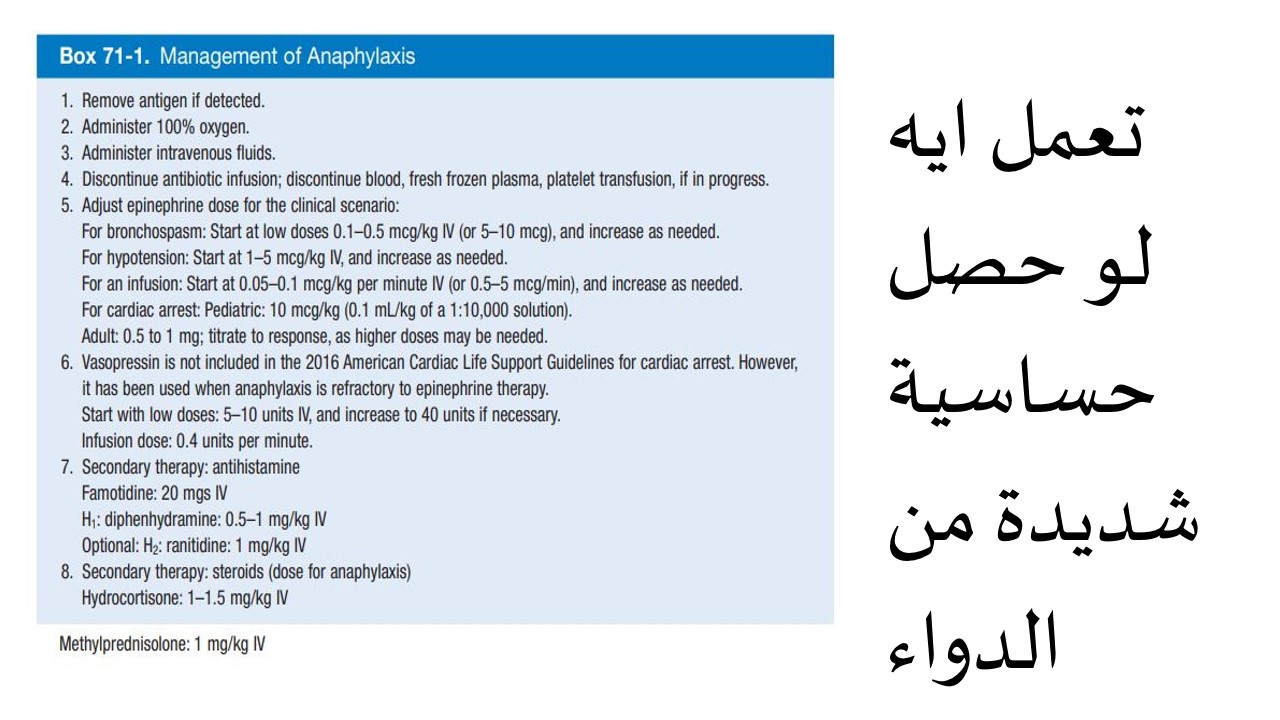 Box 71-1. Management of Anaphylaxis
1. Remove antigen if detected.
2. Administer 100% oxygen.
3. Administer intravenous fluids.
4. Discontinue antibiotic infusion; discontinue blood, fresh frozen plasma, platelet transfusion, if in progress.
5. Adjust epinephrine dose for the clinical scenario:
For bronchospasm: Start at low doses 0.1–0.5 mcg/kg IV (or 5–10 mcg), and increase as needed.
For hypotension: Start at 1–5 mcg/kg IV, and increase as needed.
For an infusion: Start at 0.05–0.1 mcg/kg per minute IV (or 0.5–5 mcg/min), and increase as needed.
For cardiac arrest: Pediatric: 10 mcg/kg (0.1 mL/kg of a 1:10,000 solution).
Adult: 0.5 to 1 mg; titrate to response, as higher doses may be needed.
6. Vasopressin is not included in the 2016 American Cardiac Life Support Guidelines for cardiac arrest. However,
it has been used when anaphylaxis is refractory to epinephrine therapy.
Start with low doses: 5–10 units IV, and increase to 40 units if necessary.
Infusion dose: 0.4 units per minute.
7. Secondary therapy: antihistamine
Famotidine: 20 mgs IV
H₁: diphenhydramine: 0.5–1 mg/kg IV
Optional: H₂: ranitidine: 1 mg/kg IV
8. Secondary therapy: steroids (dose for anaphylaxis)
Hydrocortisone: 1–1.5 mg/kg IV
Methylprednisolone: 1 mg/kg IV
تعمل ايه
لو حصل
حساسية
شديدة من
الدواء